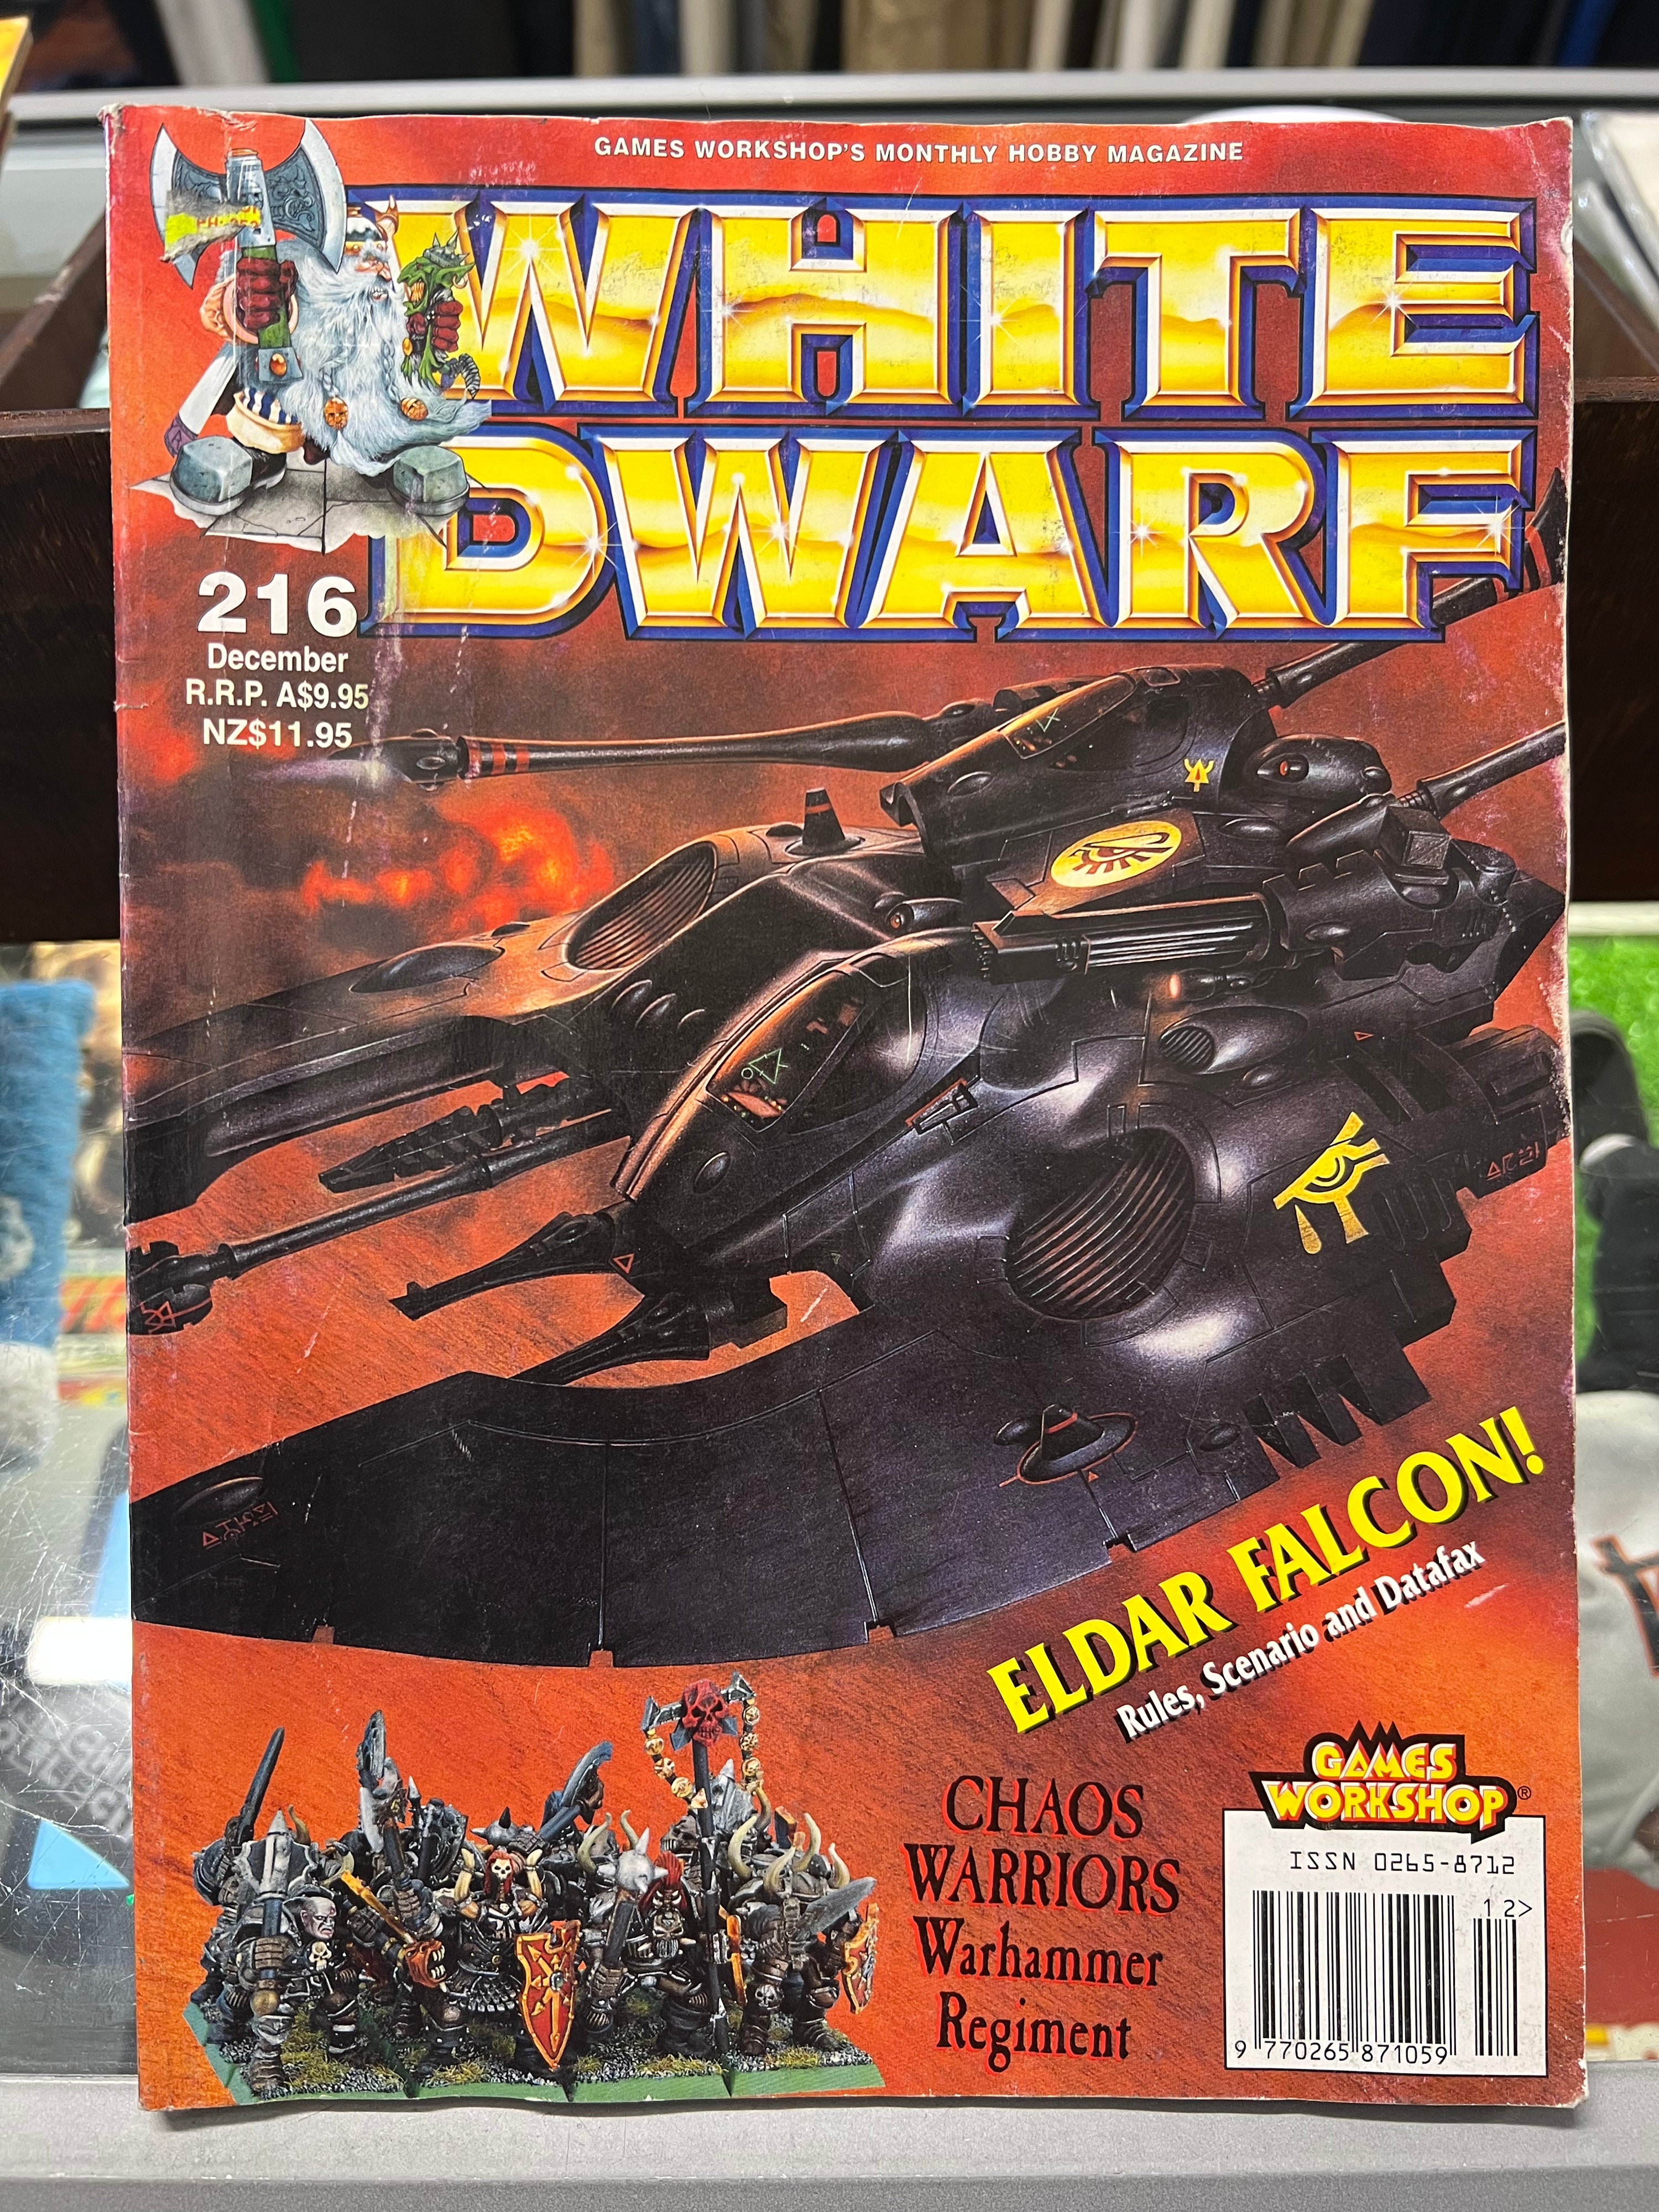 GAMES WORKSHOP'S MONTHLY HOBBY MAGAZINE
WHITE
DWARF
216
December
R.R.P. A$9.95
NZ$11.95
ELDAR FALCON!
Rules, Scenario and Datafax
CHAOS
WARRIORS
Warhammer
Regiment
GAMES
WORKSHOP®
ISSN 0265-8712
12>
9 770265 871059